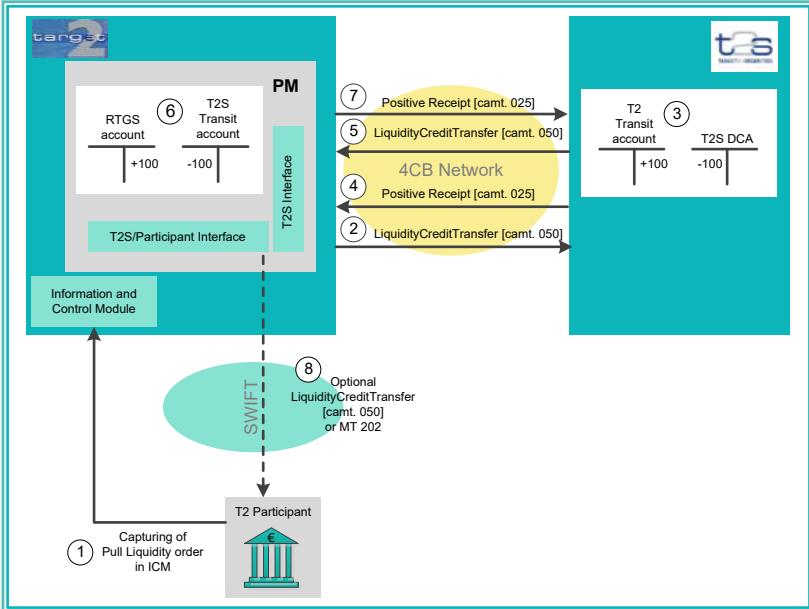 target
2
t2s
TARGET2-SECURITIES
PM
6
RTGS
account
+100
T2S
Transit
account
-100
T2S Interface
T2S/Participant Interface
Information and
Control Module
7
Positive Receipt [camt. 025]
5
LiquidityCreditTransfer [camt. 050]
4CB Network
4
Positive Receipt [camt. 025]
2
LiquidityCreditTransfer [camt. 050]
T2
Transit
account
3
+100
T2S DCA
-100
8
Optional
LiquidityCreditTransfer
[camt. 050]
or MT 202
SWIFT
T2 Participant
€
1
Capturing of
Pull Liquidity order
in ICM